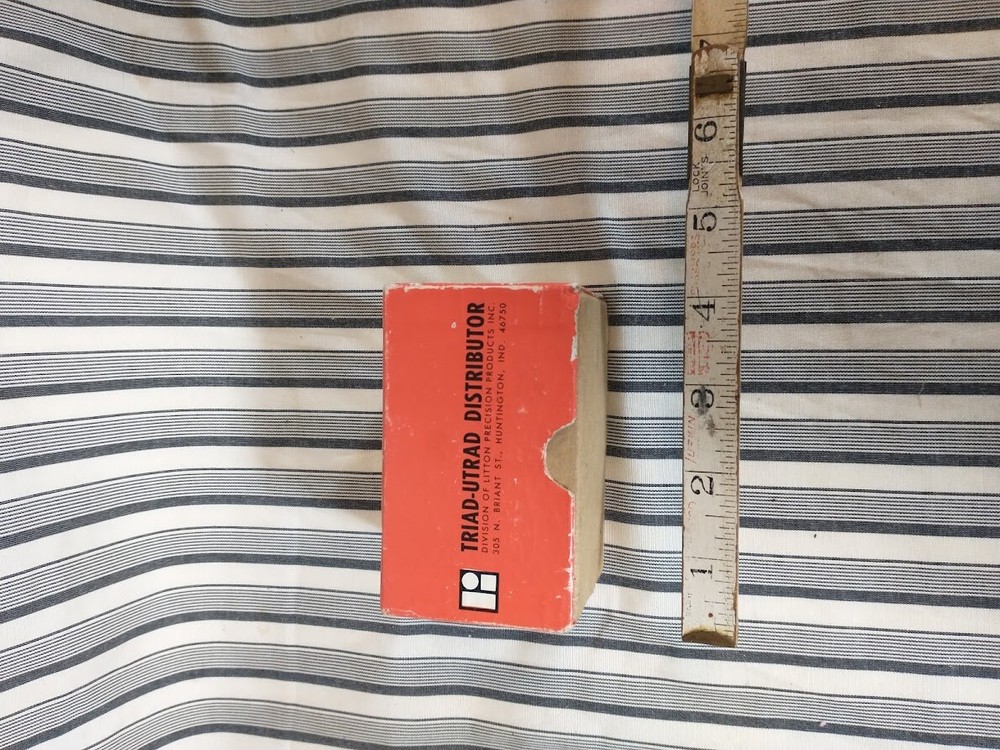 TRIAD-UTRAD DISTRIBUTOR
DIVISION OF LITTON PRECISION PRODUCTS INC.
305 N. BRIANT ST., HUNTINGTON, IND. 46750
1 2 3 4 5 6 7
LOCK
JOINTS